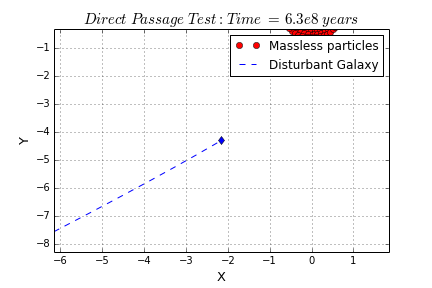 Direct Passage Test : Time = 6.3e8 years
Massless particles
Disturbant Galaxy
Y
−1
−2
−3
−4
−5
−6
−7
−8
−6 −5 −4 −3 −2 −1 0 1
X